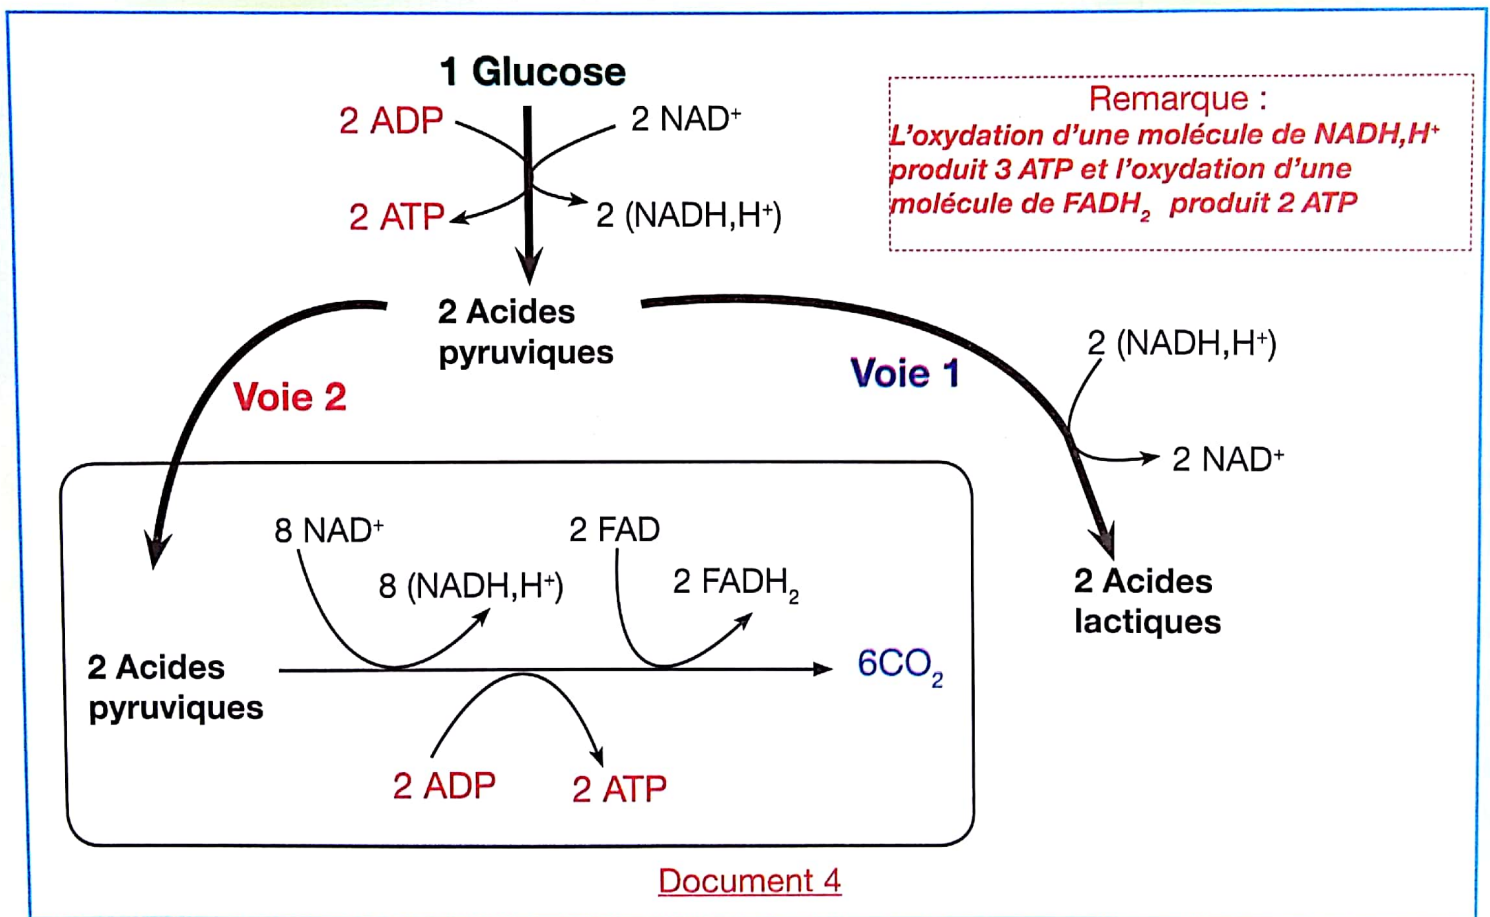 1 Glucose
2 ADP
2 NAD⁺
2 ATP
2 (NADH,H⁺)
Remarque :
L'oxydation d'une molécule de NADH,H⁺
produit 3 ATP et l'oxydation d'une
molécule de FADH₂ produit 2 ATP
2 Acides
pyruviques
Voie 2
Voie 1
2 (NADH,H⁺)
2 NAD⁺
2 Acides
lactiques
8 NAD⁺
2 FAD
8 (NADH,H⁺)
2 FADH₂
2 Acides
pyruviques
6CO₂
2 ADP
2 ATP
Document 4